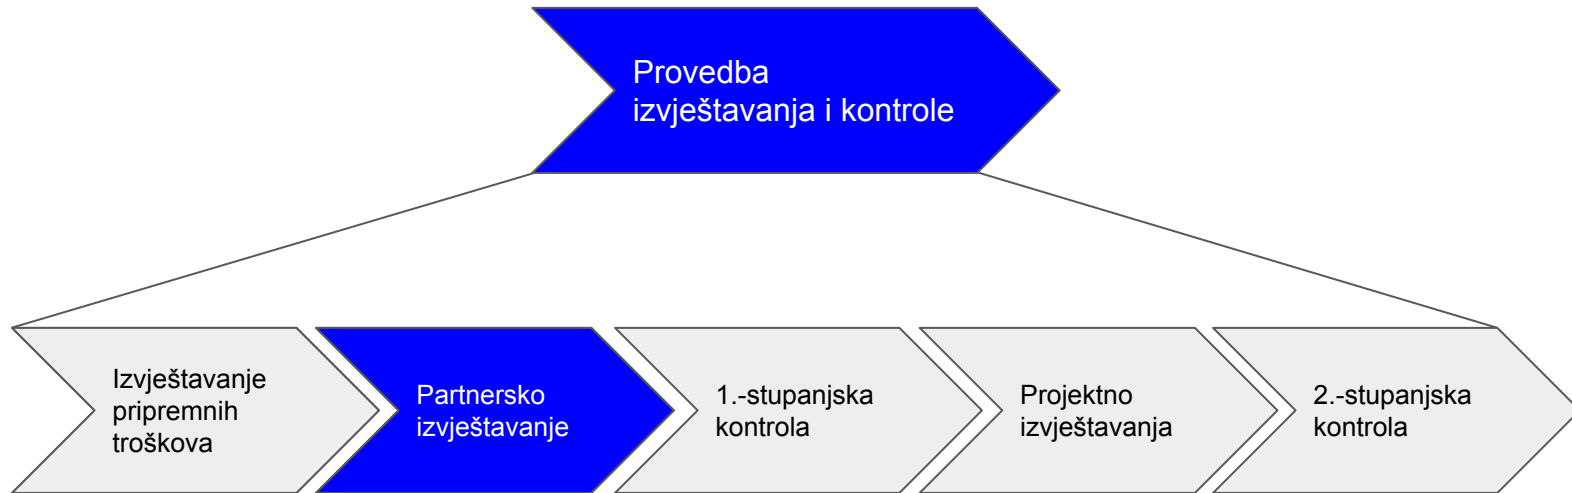 Provedba
izvještavanja i kontrole
Izvještavanje
pripremnih
troškova
Partnersko
izvještavanje
1.-stupanjska
kontrola
Projektno
izvještavanja
2.-stupanjska
kontrola